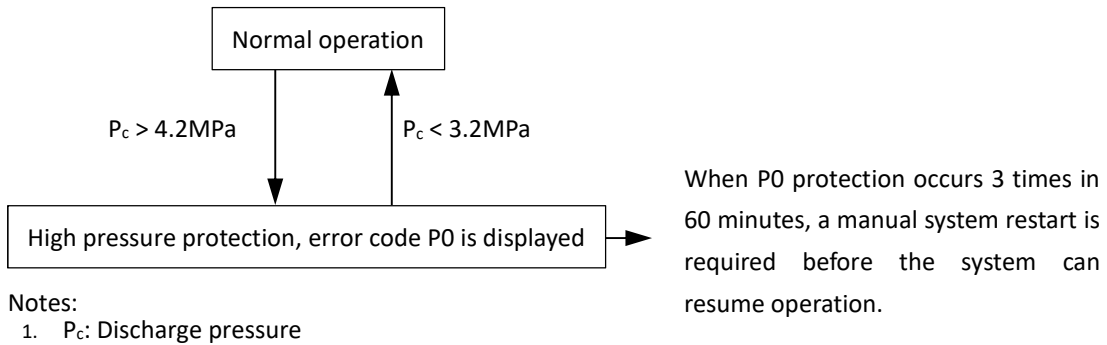 Normal operation
Pc > 4.2MPa
Pc < 3.2MPa
High pressure protection, error code P0 is displayed
When P0 protection occurs 3 times in
60 minutes, a manual system restart is
required before the system can
resume operation.
Notes:
1. Pc: Discharge pressure